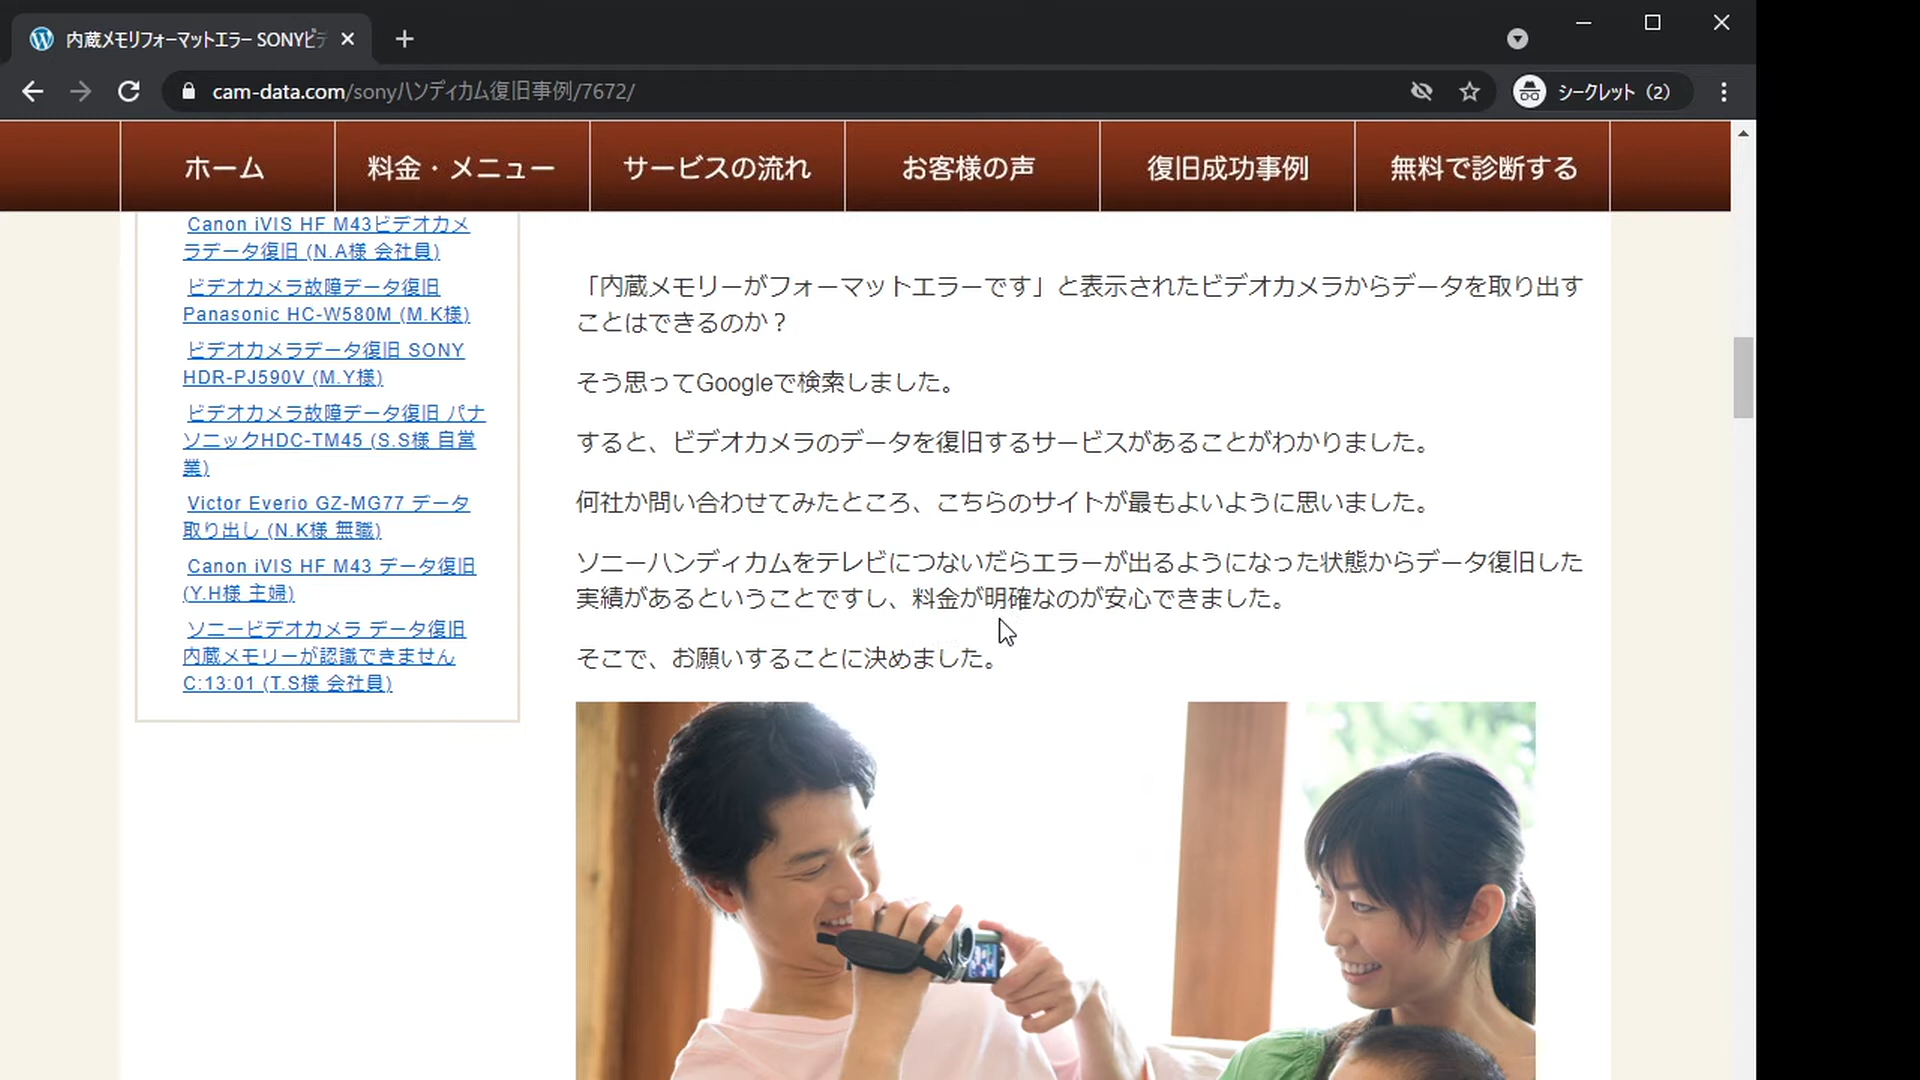 内蔵メモリフォーマットエラー SONYビデ
cam-data.com/sonyハンディカム復旧事例/7672/
シークレット (2)
ホーム
料金・メニュー
サービスの流れ
お客様の声
復旧成功事例
無料で診断する
Canon iVIS HF M43ビデオカメ
ラデータ復旧 (N.A様 会社員)
ビデオカメラ故障データ復旧
Panasonic HC-W580M (M.K様)
ビデオカメラデータ復旧 SONY
HDR-PJ590V (M.Y様)
ビデオカメラ故障データ復旧 パナ
ソニックHDC-TM45 (S.S様 自営
業)
Victor Everio GZ-MG77 データ
取り出し (N.K様 無職)
Canon iVIS HF M43 データ復旧
(Y.H様 主婦)
ソニービデオカメラ データ復旧
内蔵メモリーが認識できません
C:13:01 (T.S様 会社員)
「内蔵メモリーがフォーマットエラーです」と表示されたビデオカメラからデータを取り出す
ことはできるのか？
そう思ってGoogleで検索しました。
すると、ビデオカメラのデータを復旧するサービスがあることがわかりました。
何社か問い合わせてみたところ、こちらのサイトが最もよいように思いました。
ソニーハンディカムをテレビにつないだらエラーが出るようになった状態からデータ復旧した
実績があるということですし、料金が明確なのが安心できました。
そこで、お願いすることに決めました。